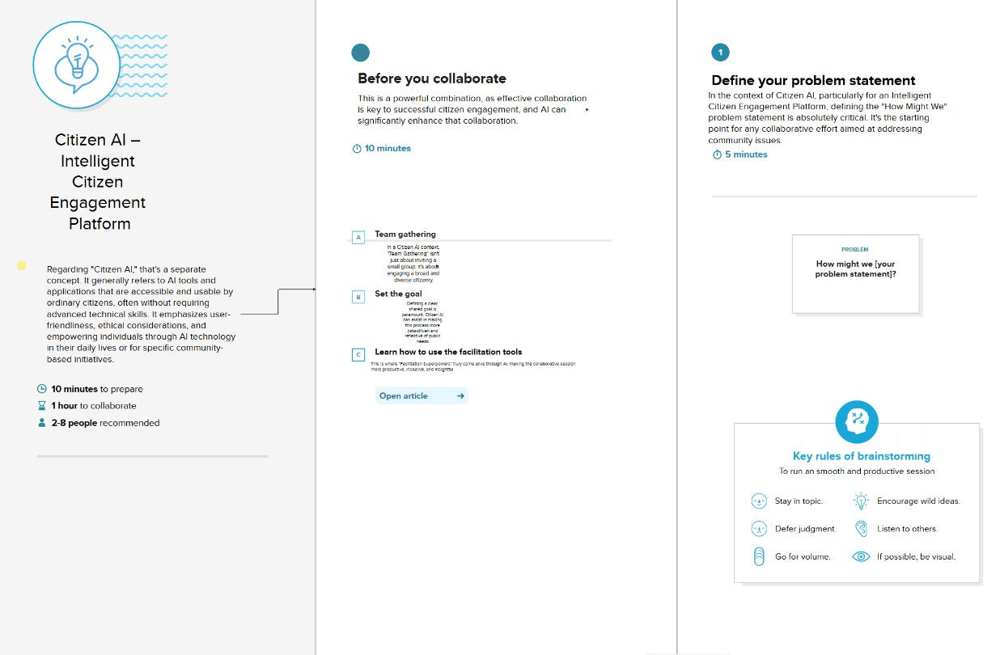 Citizen AI –
Intelligent
Citizen
Engagement
Platform
Regarding "Citizen AI," that's a separate
concept. It generally refers to AI tools and
applications that are accessible and usable by
ordinary citizens, often without requiring
advanced technical skills. It emphasizes user-
friendliness, ethical considerations, and
empowering individuals through AI technology
in their daily lives or for specific community-
based initiatives.
10 minutes to prepare
1 hour to collaborate
2-8 people recommended
Before you collaborate
This is a powerful combination, as effective collaboration
is key to successful citizen engagement, and AI can
significantly enhance that collaboration.
10 minutes
A
Team gathering
In a Citizen AI context,
"Team Gathering" isn't
just about inviting a
small group; it's about
engaging a broad and
diverse citizenry.
B
Set the goal
Defining a clear,
shared goal is
paramount. Citizen AI
can assist in making
this process more
data-driven and
reflective of public
needs.
C
Learn how to use the facilitation tools
This is where "Facilitation Superpowers" truly come alive through AI, making the collaborative session
more productive, inclusive, and insightful
Open article
1
Define your problem statement
In the context of Citizen AI, particularly for an Intelligent
Citizen Engagement Platform, defining the "How Might We"
problem statement is absolutely critical. It's the starting
point for any collaborative effort aimed at addressing
community issues.
5 minutes
PROBLEM
How might we [your
problem statement]?
Key rules of brainstorming
To run an smooth and productive session
Stay in topic.
Encourage wild ideas.
Defer judgment.
Listen to others.
Go for volume.
If possible, be visual.